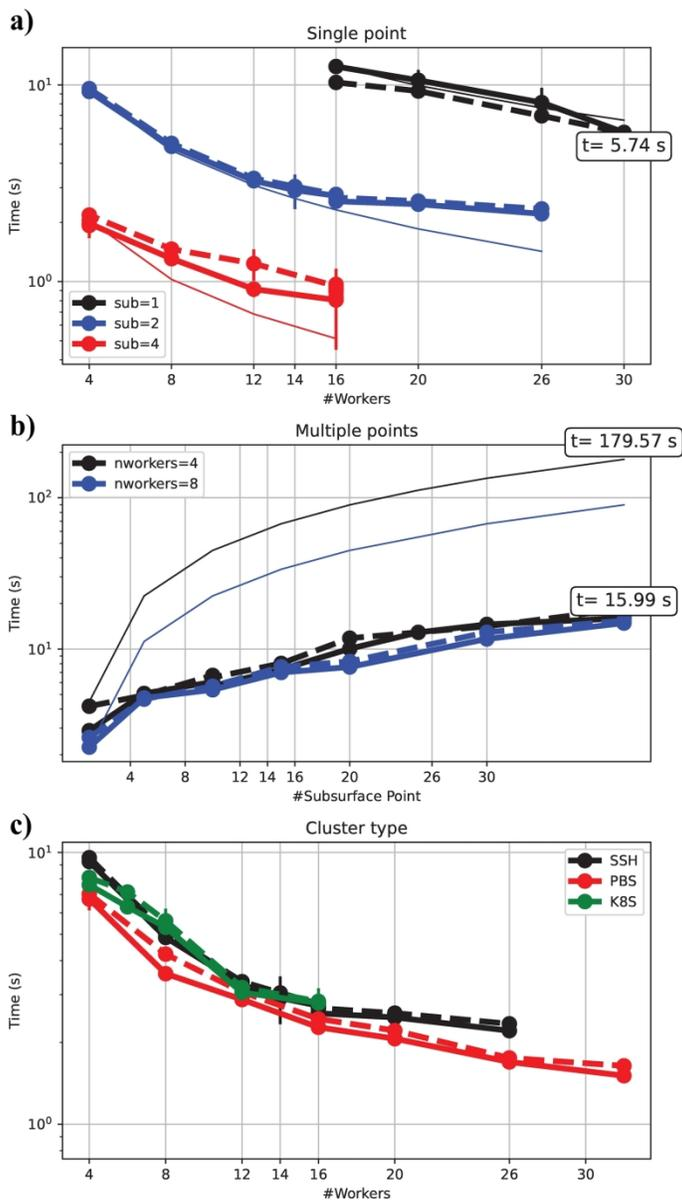 a)
Single point
10¹
10⁰
Time (s)
t= 5.74 s
sub=1
sub=2
sub=4
4 8 12 14 16 20 26 30
#Workers
b)
Multiple points
t= 179.57 s
nworkers=4
nworkers=8
10²
10¹
Time (s)
t= 15.99 s
4 8 12 14 16 20 26 30
#Subsurface Point
c)
Cluster type
10¹
10⁰
Time (s)
SSH
PBS
K8S
4 8 12 14 16 20 26 30
#Workers